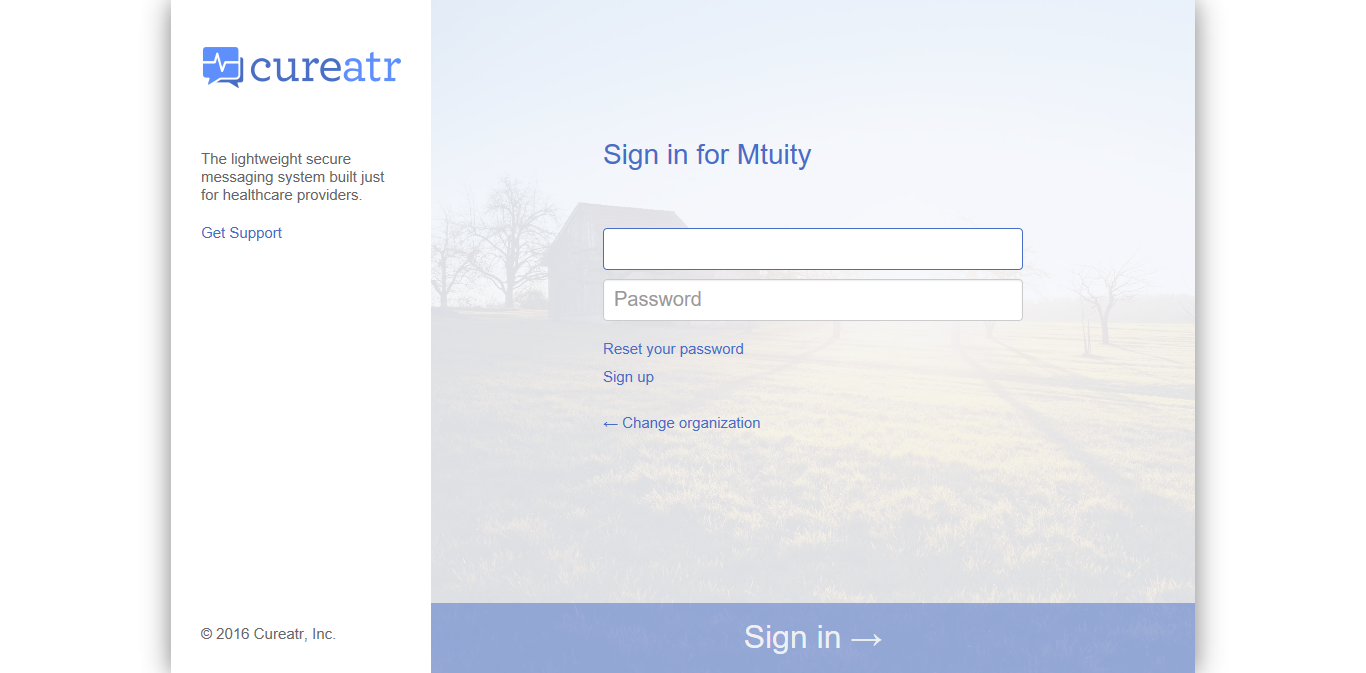 cureatr
The lightweight secure
messaging system built just
for healthcare providers.
Get Support
© 2016 Cureatr, Inc.
Sign in for Mtuity
Password
Reset your password
Sign up
← Change organization
Sign in →